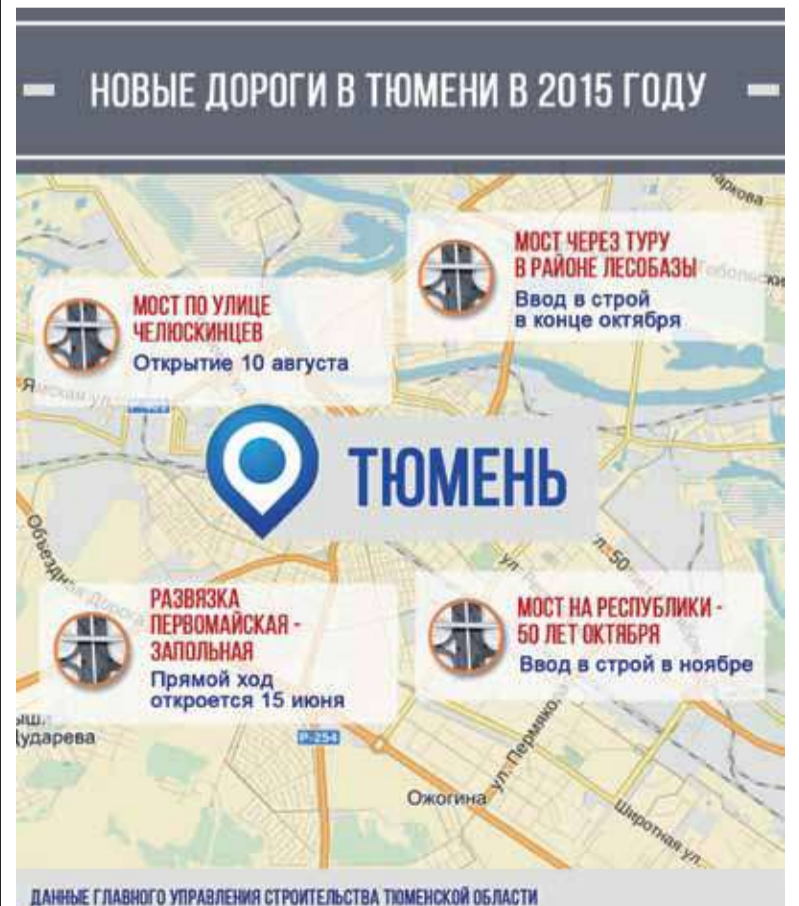 НОВЫЕ ДОРОГИ В ТЮМЕНИ В 2015 ГОДУ
МОСТ ЧЕРЕЗ ТУРУ
В РАЙОНЕ ЛЕСОБАЗЫ
Ввод в строй
в конце октября
МОСТ ПО УЛИЦЕ
ЧЕЛЮСКИНЦЕВ
Открытие 10 августа
ТЮМЕНЬ
Объездная Дорога
РАЗВЯЗКА
ПЕРВОМАЙСКАЯ -
ЗАПОЛЬНАЯ
Прямой ход
откроется 15 июня
МОСТ НА РЕСПУБЛИКИ -
50 ЛЕТ ОКТЯБРЯ
Ввод в строй в ноябре
Р-254
ул. Пермяко
Ожогина
Широтная ул.
ДАННЫЕ ГЛАВНОГО УПРАВЛЕНИЯ СТРОИТЕЛЬСТВА ТЮМЕНСКОЙ ОБЛАСТИ